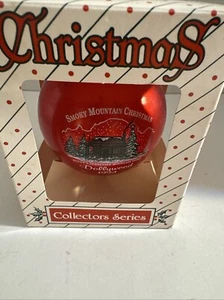 Christmas
Smoky Mountain Christmas
Dollywood
Collectors Series